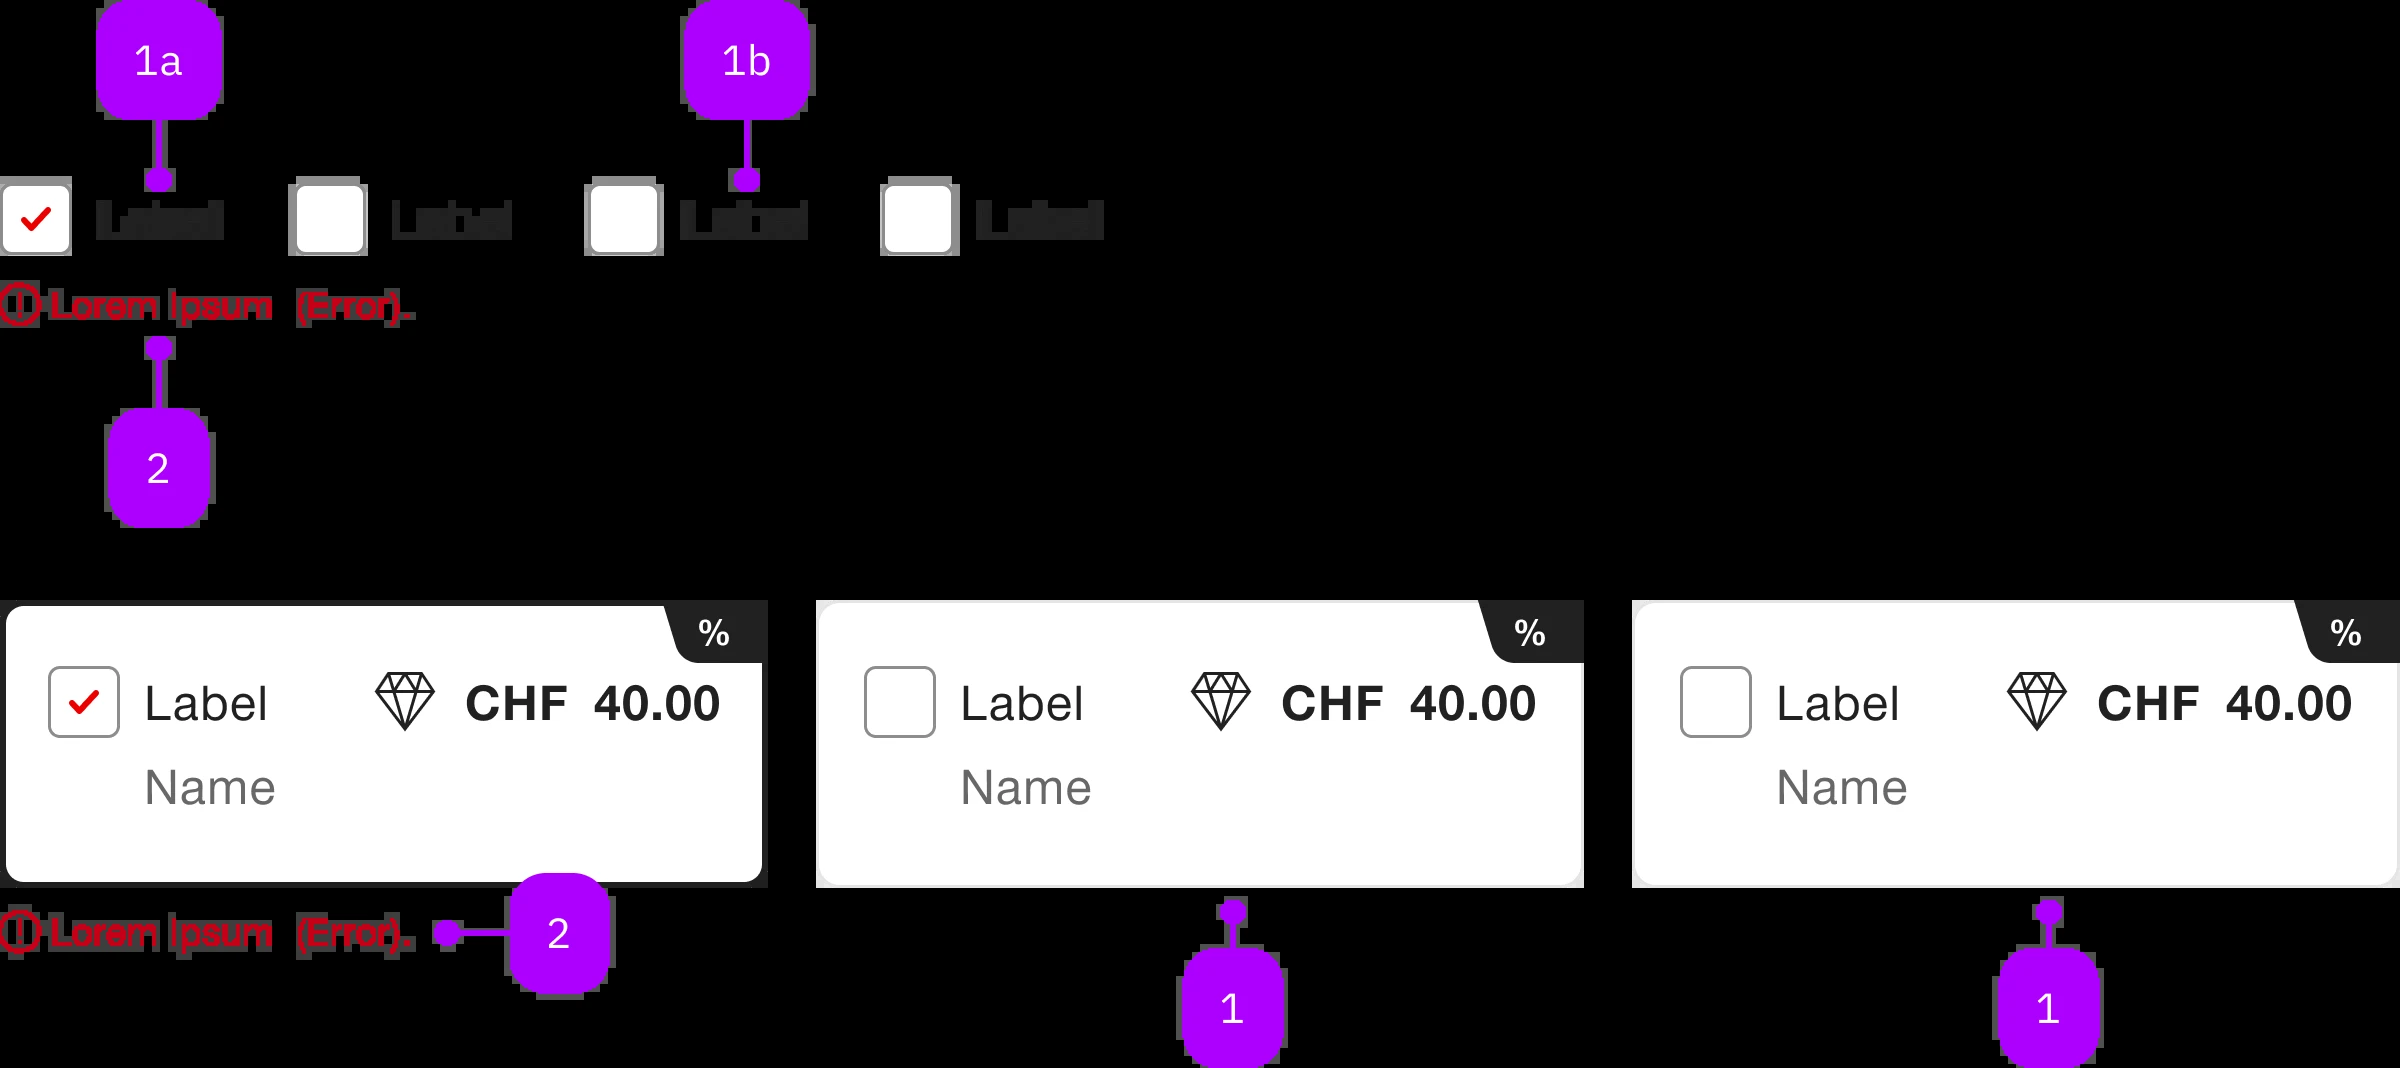 1a 1b
Label Label Label Label
Lorem Ipsum (Error).
2
% % %
Label CHF 40.00 Label CHF 40.00 Label CHF 40.00
Name Name Name
Lorem Ipsum (Error). 2
1 1